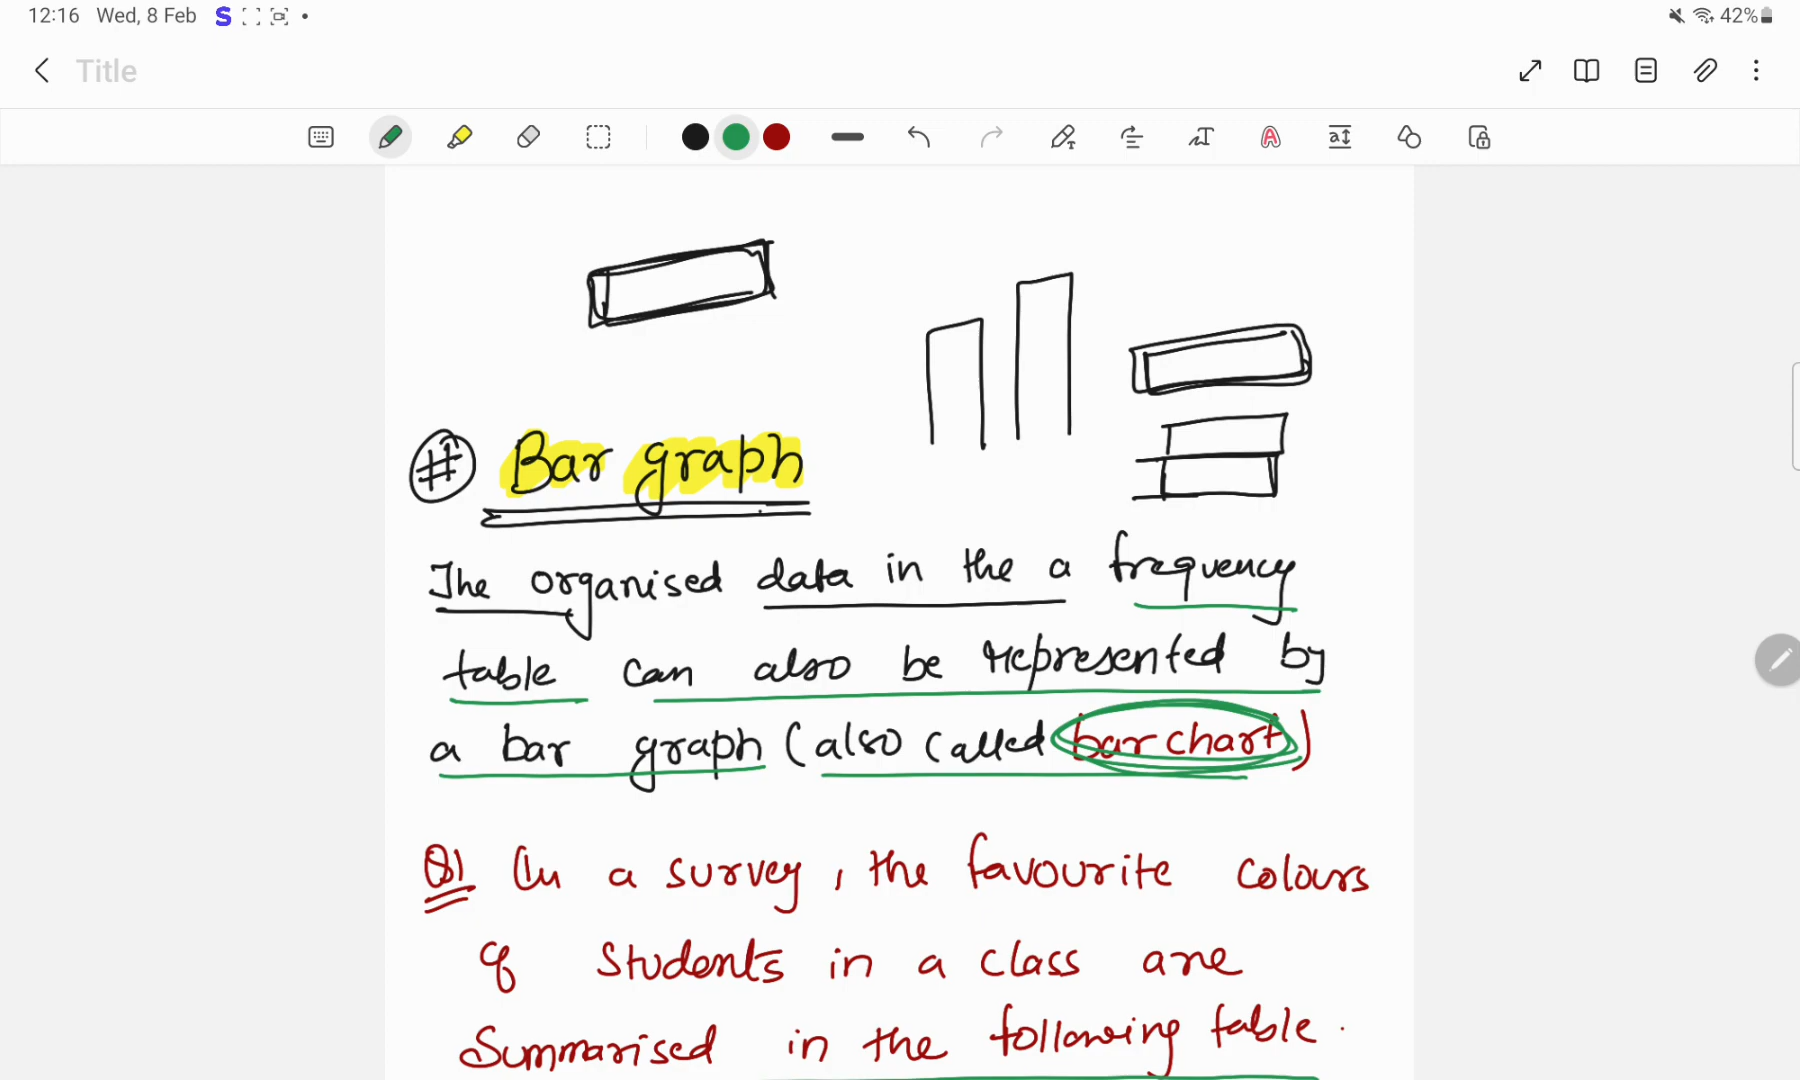 12:16 Wed, 8 Feb S 42%
Title
# Bar graph
The organised data in the a frequency
table can also be represented by
a bar graph (also called bar chart)
Q1 In a survey, the favourite colours
of students in a class are
Summarised in the following table.